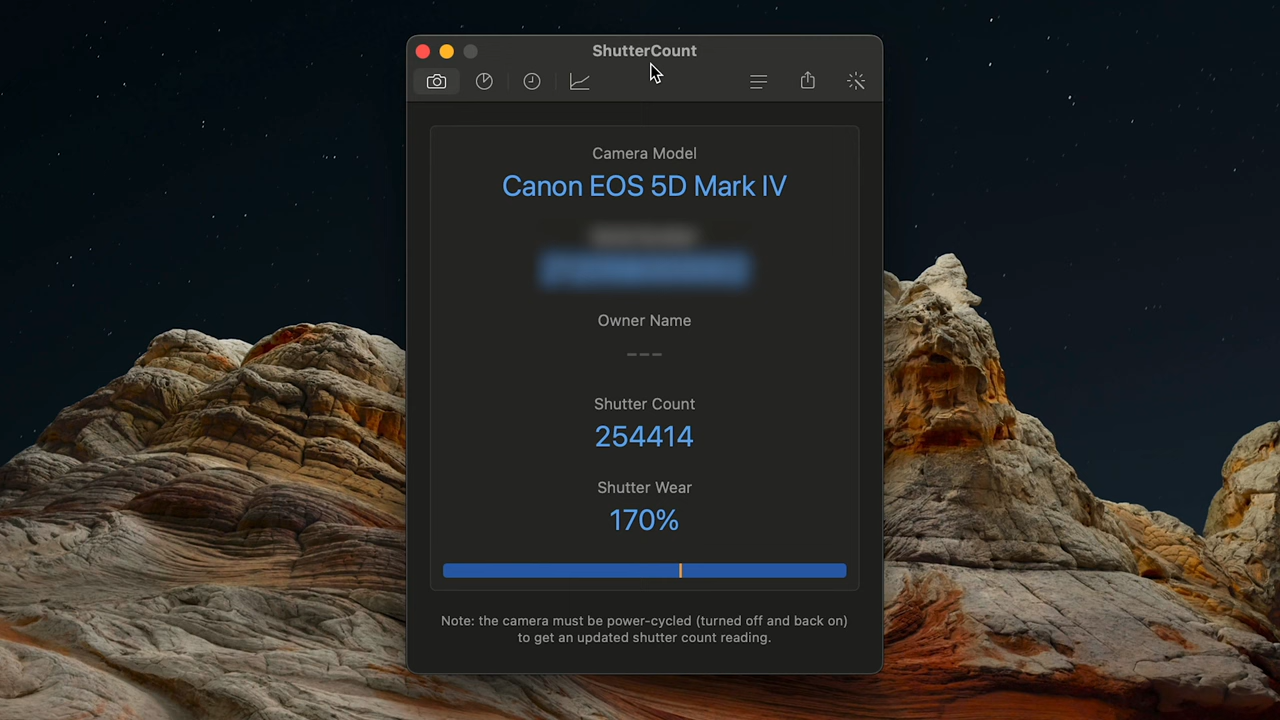 ShutterCount
Camera Model
Canon EOS 5D Mark IV
Owner Name
---
Shutter Count
254414
Shutter Wear
170%
Note: the camera must be power-cycled (turned off and back on)
to get an updated shutter count reading.